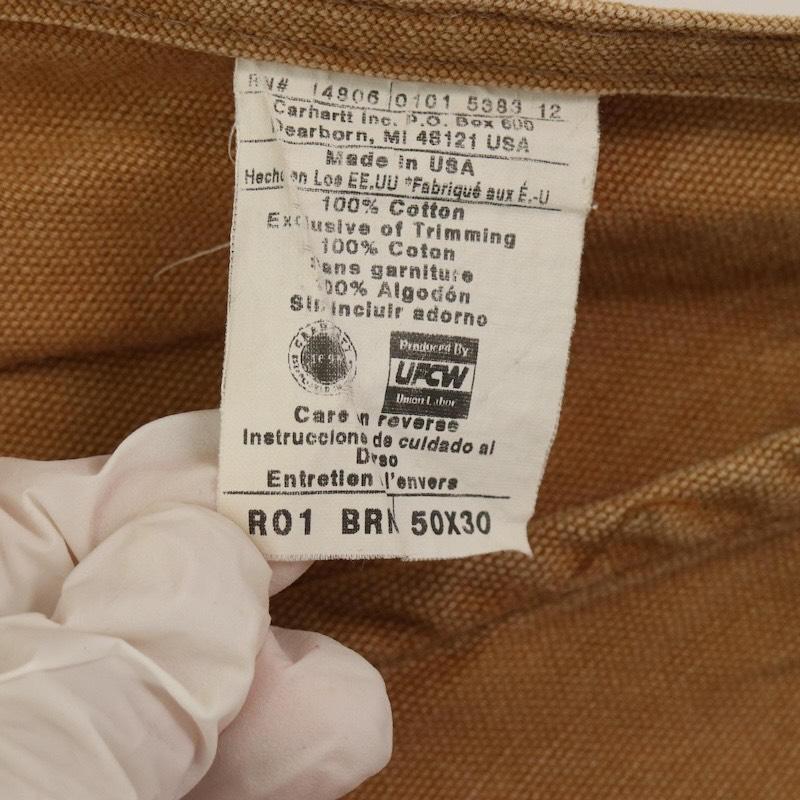 RN# 14806 0101 5383 12
Carhartt Inc. P.O. Box 600
Dearborn, MI 48121 USA
Made in USA
Hecho en Los EE.UU *Fabriqué aux É.-U
100% Cotton
Exclusive of Trimming
100% Coton
Sans garniture
100% Algodón
Sin incluir adorno
CARHARTT
Produced By
UFCW
Union Labor
Care on reverse
Instrucciones de cuidado al
Dorso
Entretien l'envers
R01 BRN 50X30